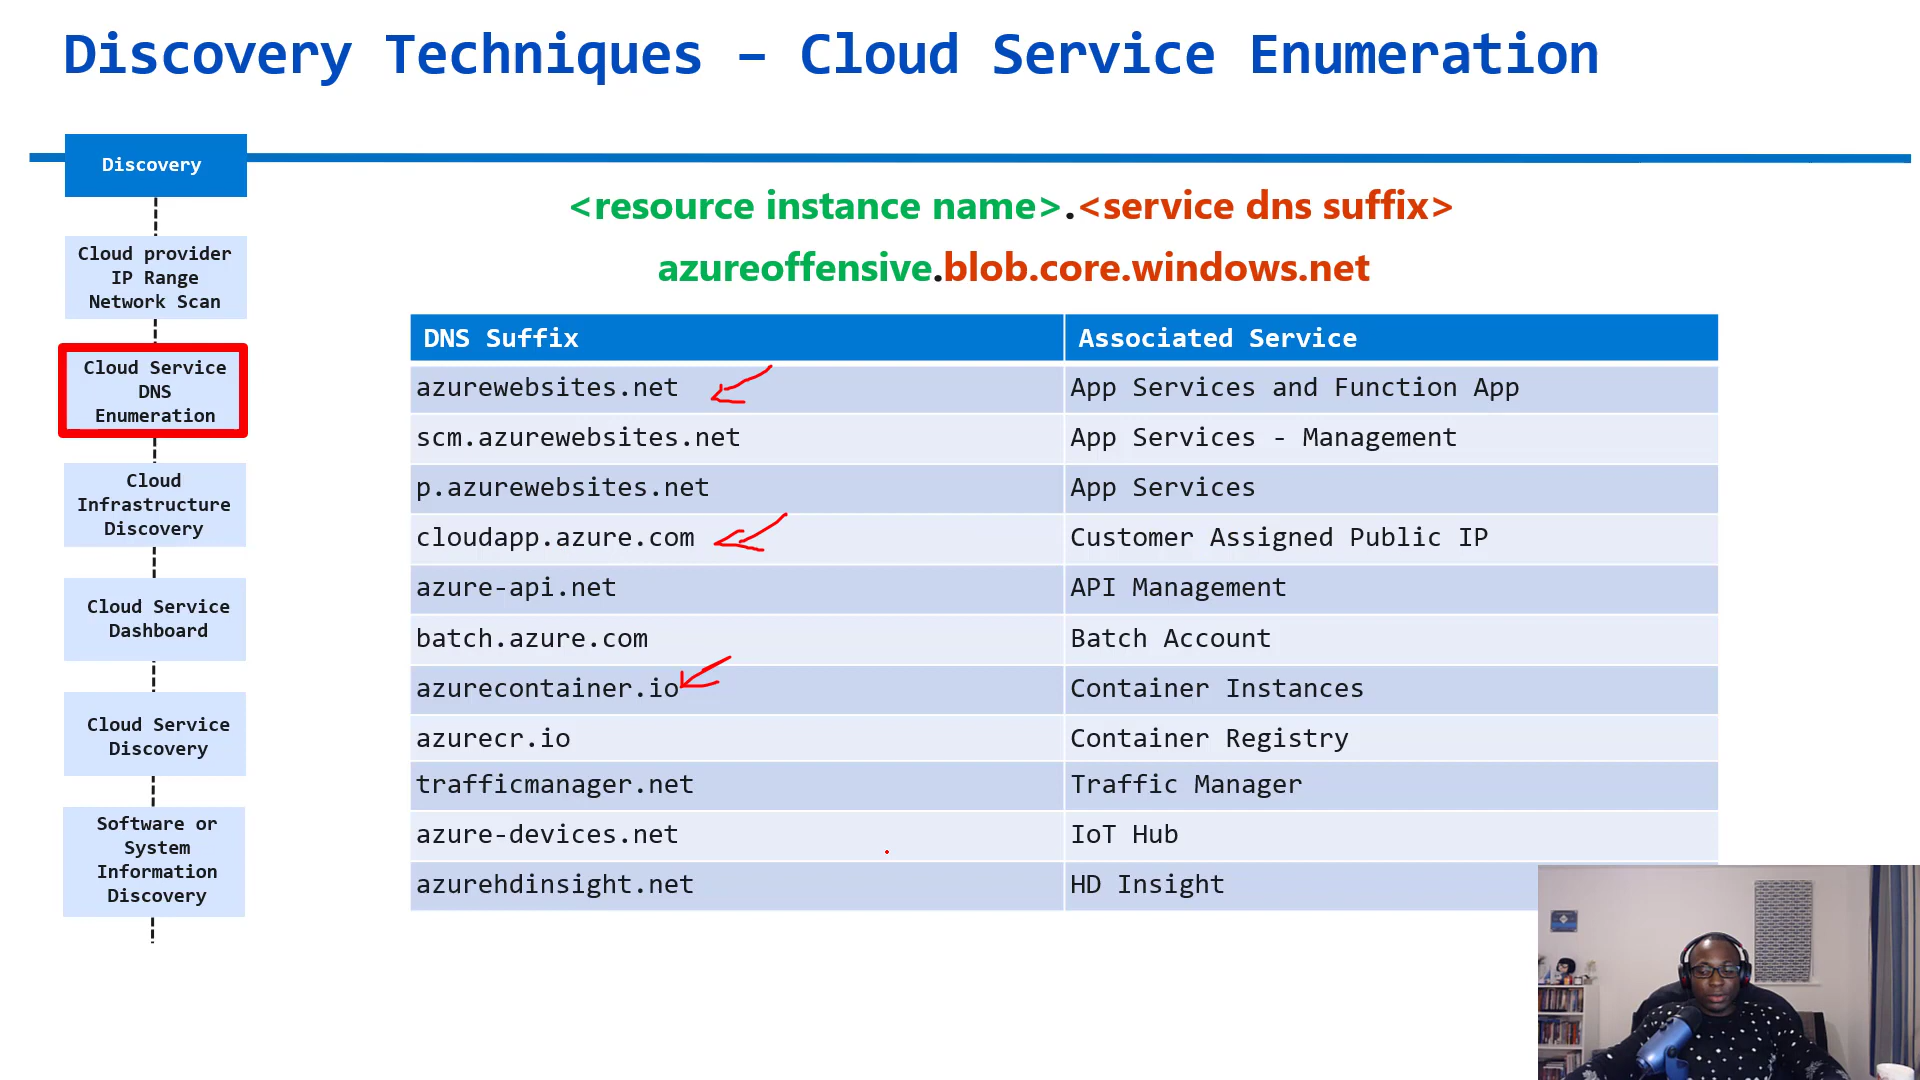 Discovery Techniques – Cloud Service Enumeration
Discovery
Cloud provider
IP Range
Network Scan
Cloud Service
DNS
Enumeration
Cloud
Infrastructure
Discovery
Cloud Service
Dashboard
Cloud Service
Discovery
Software or
System
Information
Discovery
<resource instance name>.<service dns suffix>
azureoffensive.blob.core.windows.net
DNS Suffix Associated Service
azurewebsites.net App Services and Function App
scm.azurewebsites.net App Services - Management
p.azurewebsites.net App Services
cloudapp.azure.com Customer Assigned Public IP
azure-api.net API Management
batch.azure.com Batch Account
azurecontainer.io Container Instances
azurecr.io Container Registry
trafficmanager.net Traffic Manager
azure-devices.net IoT Hub
azurehdinsight.net HD Insight